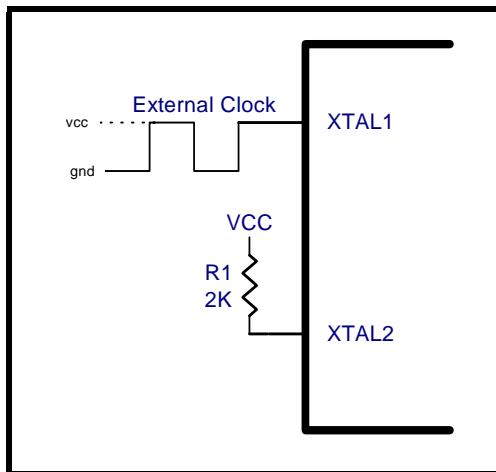 External Clock
vcc
XTAL1
gnd
VCC
R1
2K
XTAL2